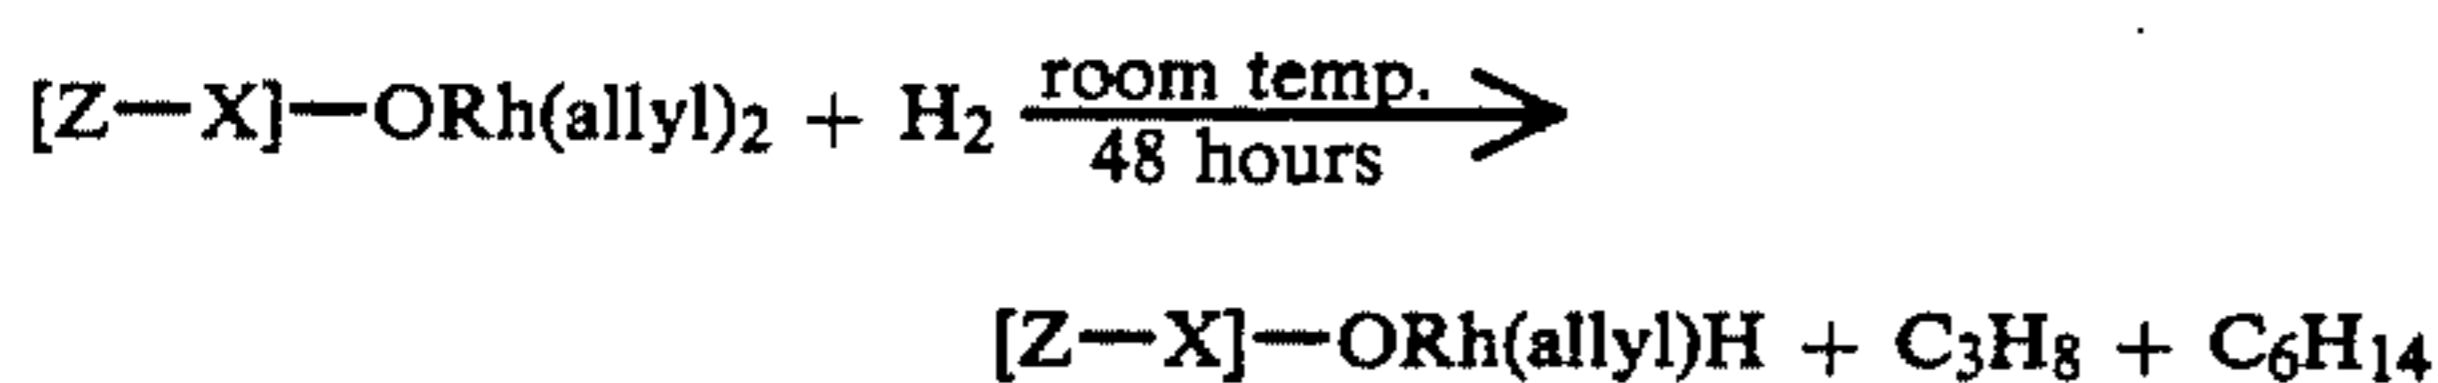 [Z—X]—ORh(allyl)2 + H2 room temp.
48 hours
[Z—X]—ORh(allyl)H + C3H8 + C6H14